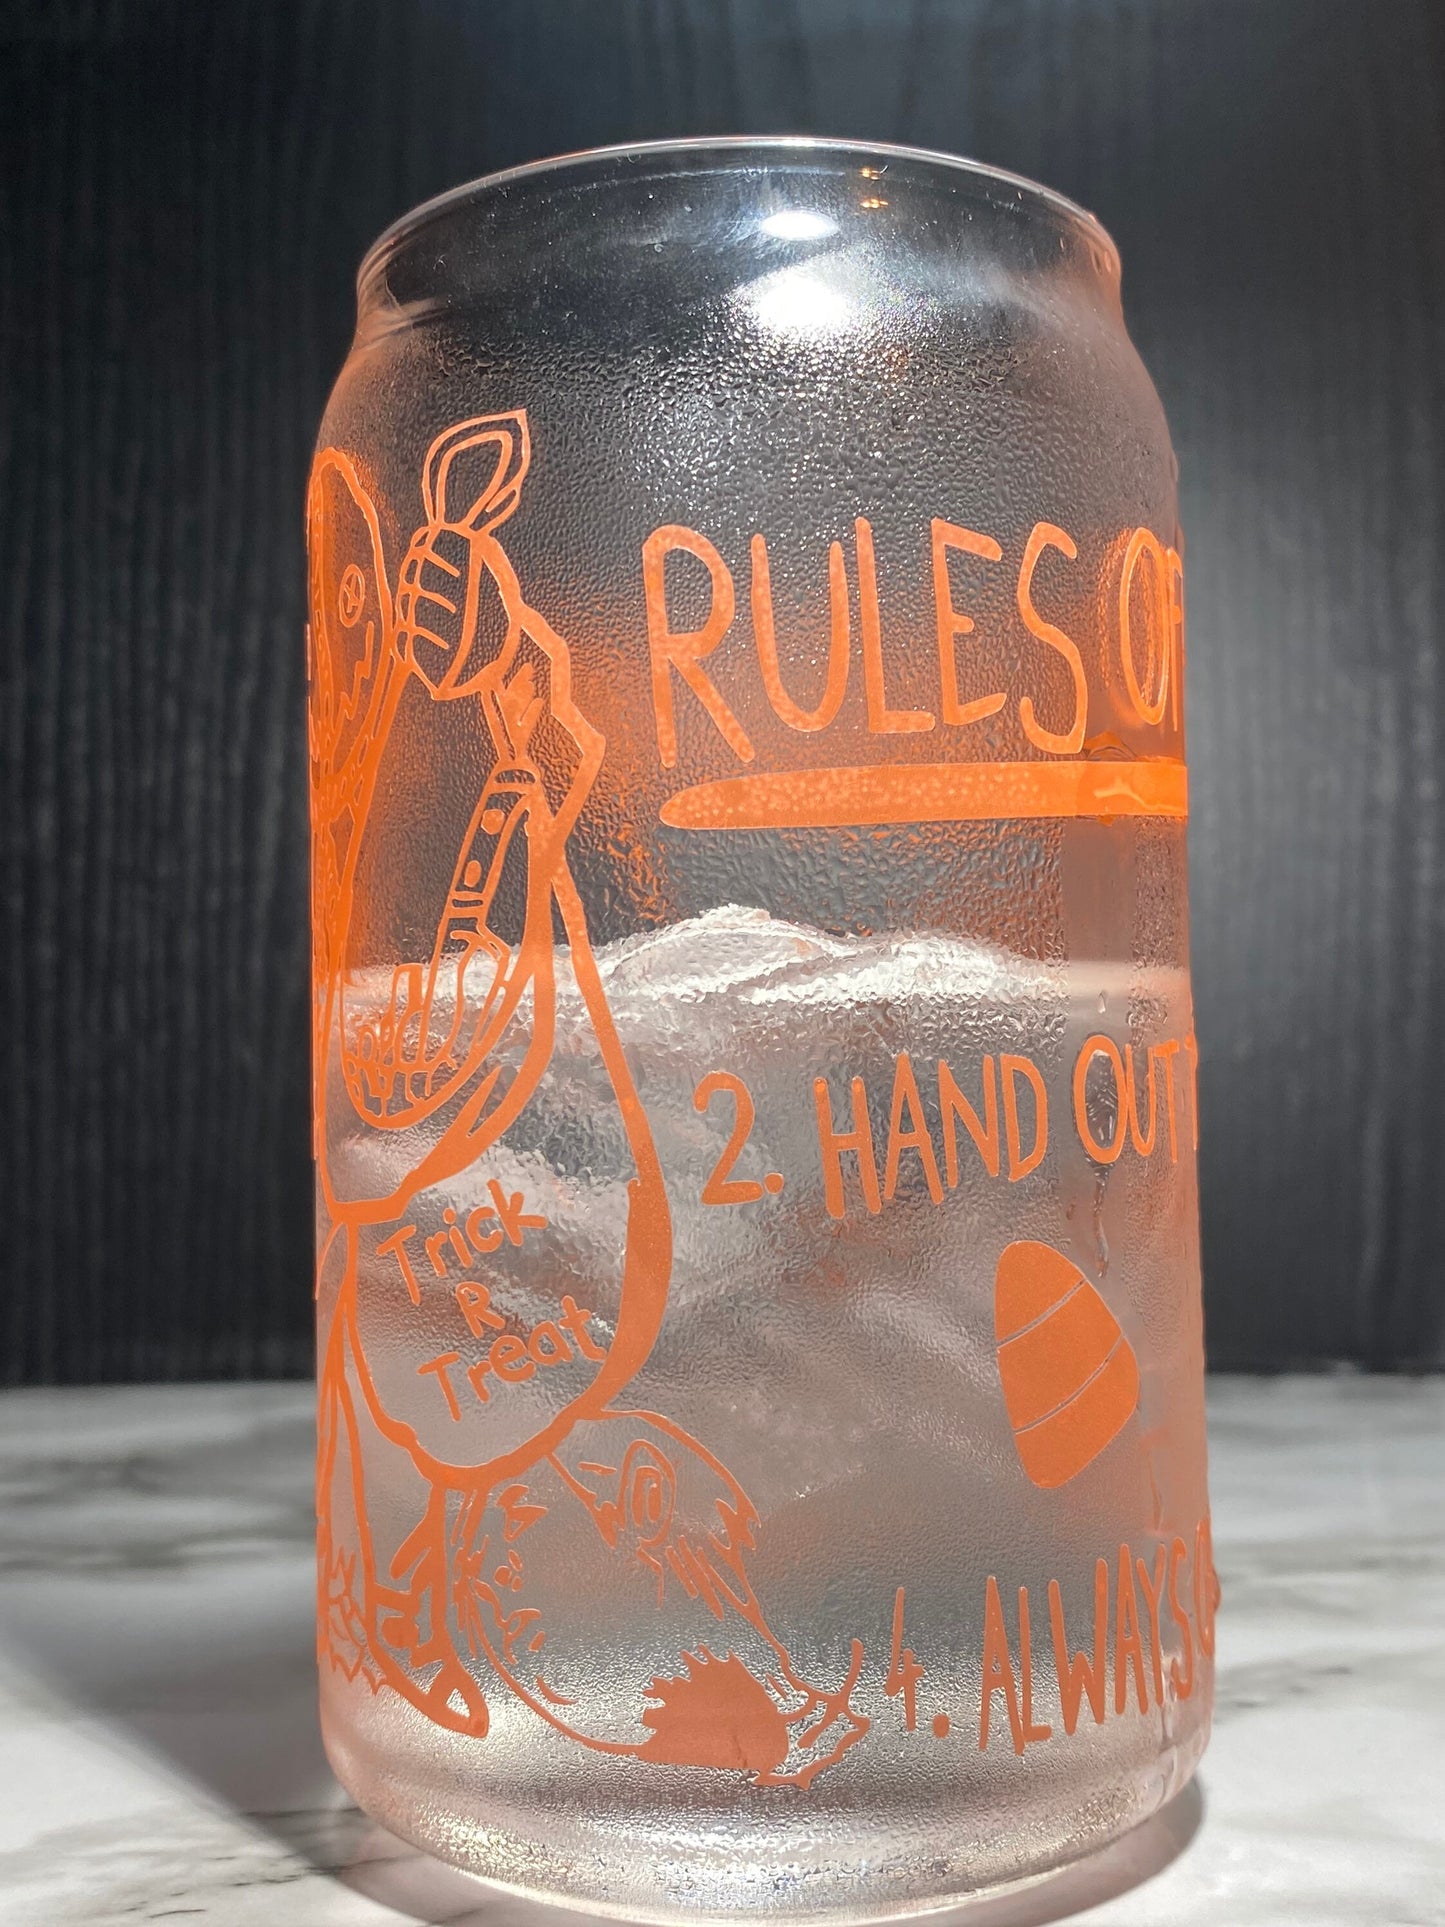 RULES OF
2. HAND OUT
Trick
R
Treat
4. ALWAYS